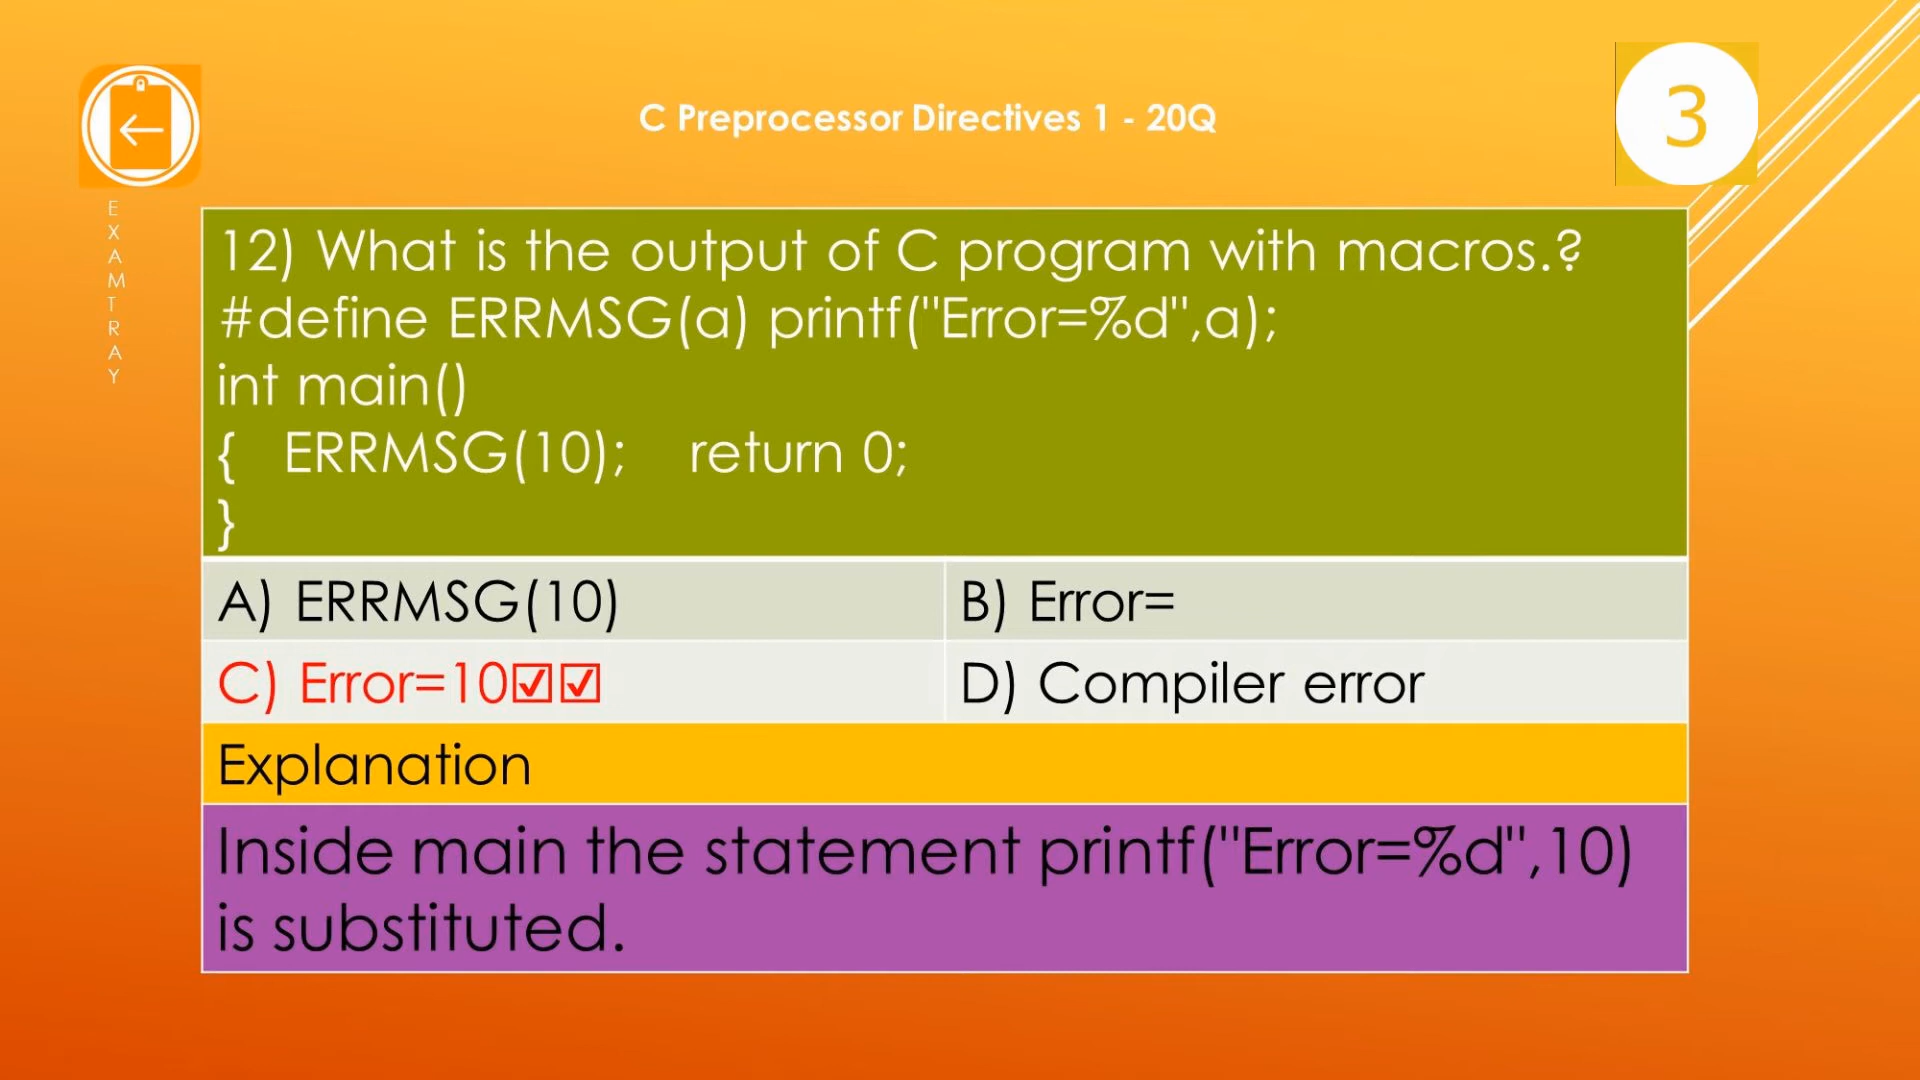 C Preprocessor Directives 1 - 20Q
3
EXAMTRAY
12) What is the output of C program with macros.?
#define ERRMSG(a) printf("Error=%d",a);
int main()
{   ERRMSG(10);    return 0;
}
A) ERRMSG(10)
B) Error=
C) Error=10☑☑
D) Compiler error
Explanation
Inside main the statement printf("Error=%d",10)
is substituted.